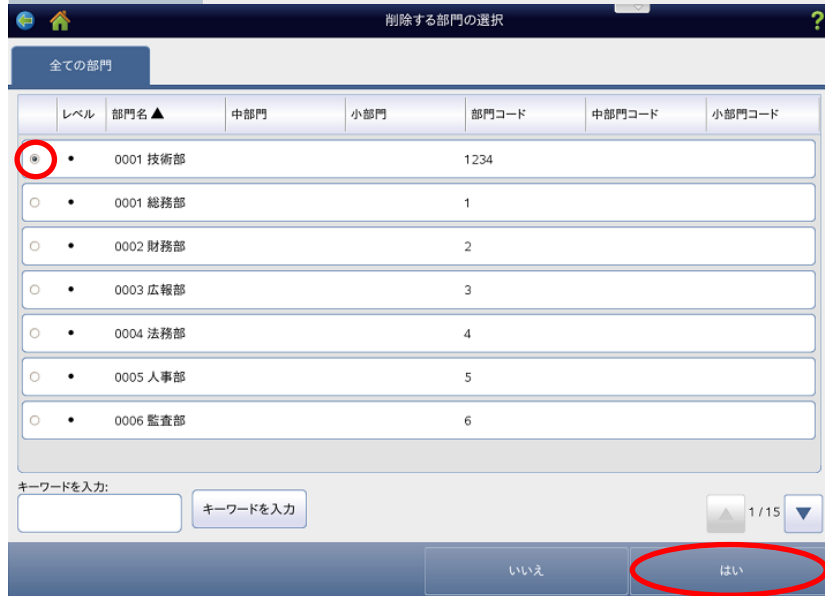 削除する部門の選択 ?
全ての部門
レベル 部門名▲ 中部門 小部門 部門コード 中部門コード 小部門コード
• 0001 技術部 1234
• 0001 総務部 1
• 0002 財務部 2
• 0003 広報部 3
• 0004 法務部 4
• 0005 人事部 5
• 0006 監査部 6
キーワードを入力:
キーワードを入力 1/15
いいえ はい